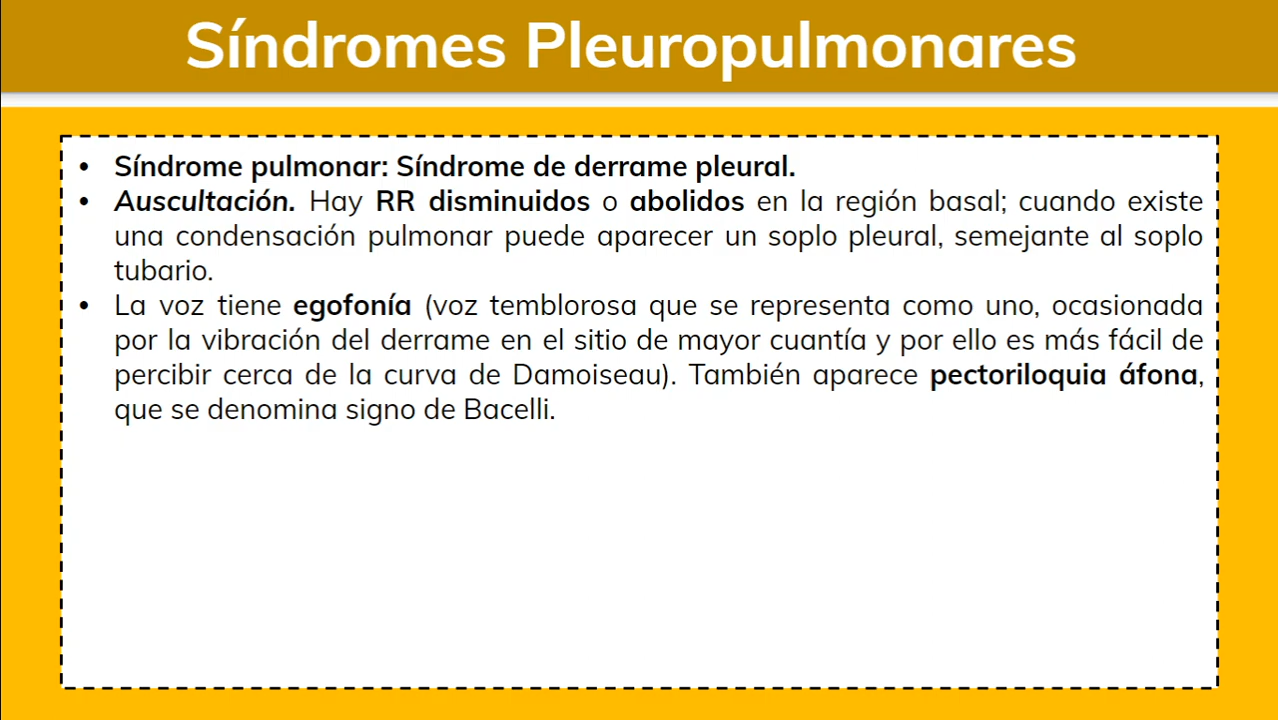 Síndromes Pleuropulmonares
• Síndrome pulmonar: Síndrome de derrame pleural.
• Auscultación. Hay RR disminuidos o abolidos en la región basal; cuando existe
una condensación pulmonar puede aparecer un soplo pleural, semejante al soplo
tubario.
• La voz tiene egofonía (voz temblorosa que se representa como uno, ocasionada
por la vibración del derrame en el sitio de mayor cuantía y por ello es más fácil de
percibir cerca de la curva de Damoiseau). También aparece pectoriloquia áfona,
que se denomina signo de Bacelli.